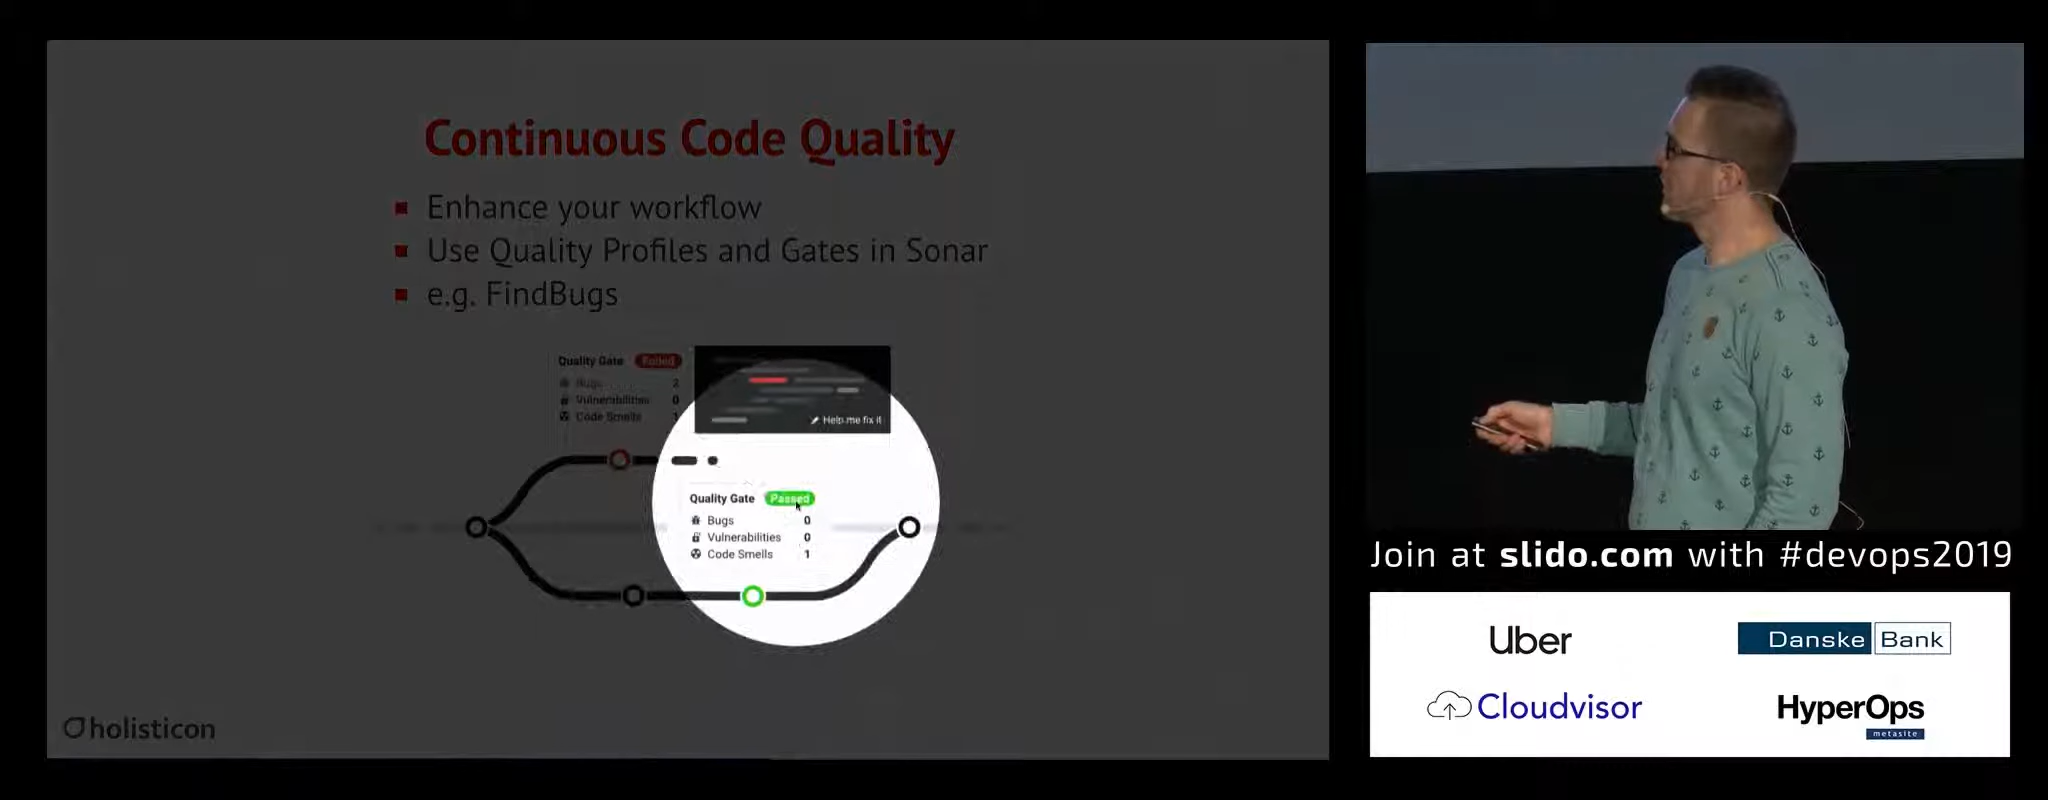 Continuous Code Quality
Enhance your workflow
Use Quality Profiles and Gates in Sonar
e.g. FindBugs
Quality Gate Failed
Bugs 2
Vulnerabilities 0
Code Smells 1
Help me fix it
Quality Gate Passed
Bugs 0
Vulnerabilities 0
Code Smells 1
holisticon
Join at slido.com with #devops2019
Uber
Danske Bank
Cloudvisor
HyperOps
metasite